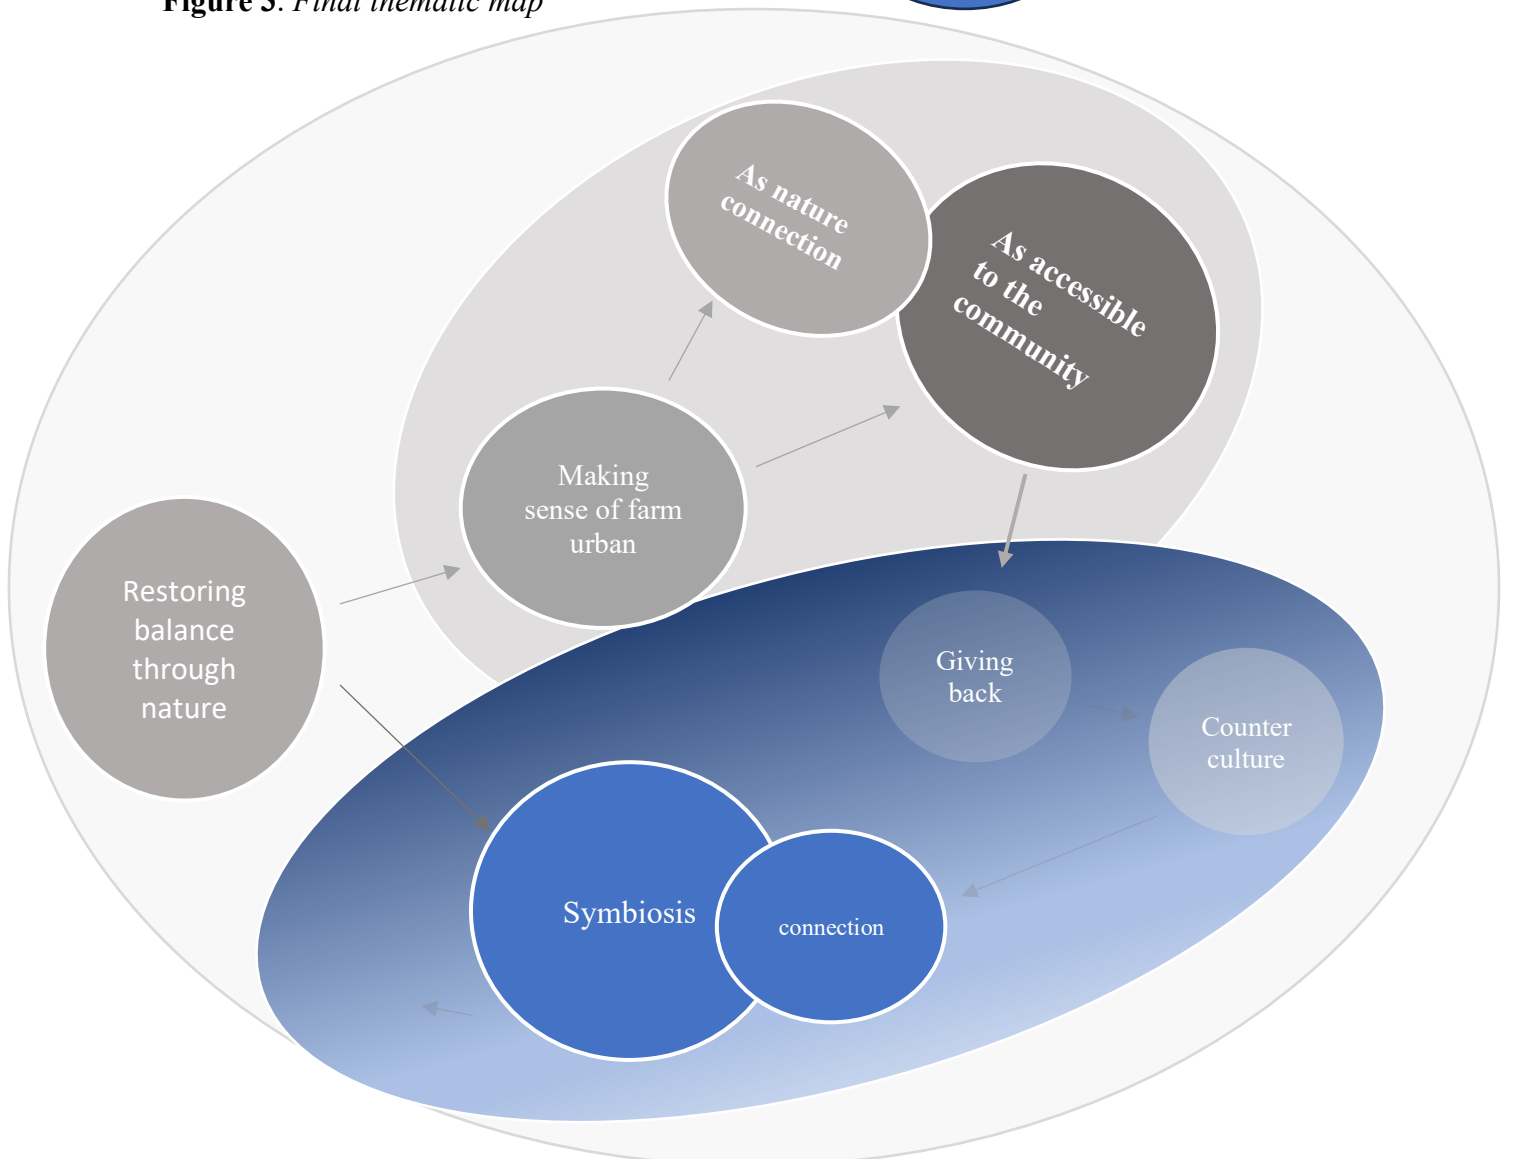 Figure 3. Final thematic map
As nature
connection
As accessible
to the
community
Making
sense of farm
urban
Restoring
balance
through
nature
Giving
back
Counter
culture
Symbiosis
connection